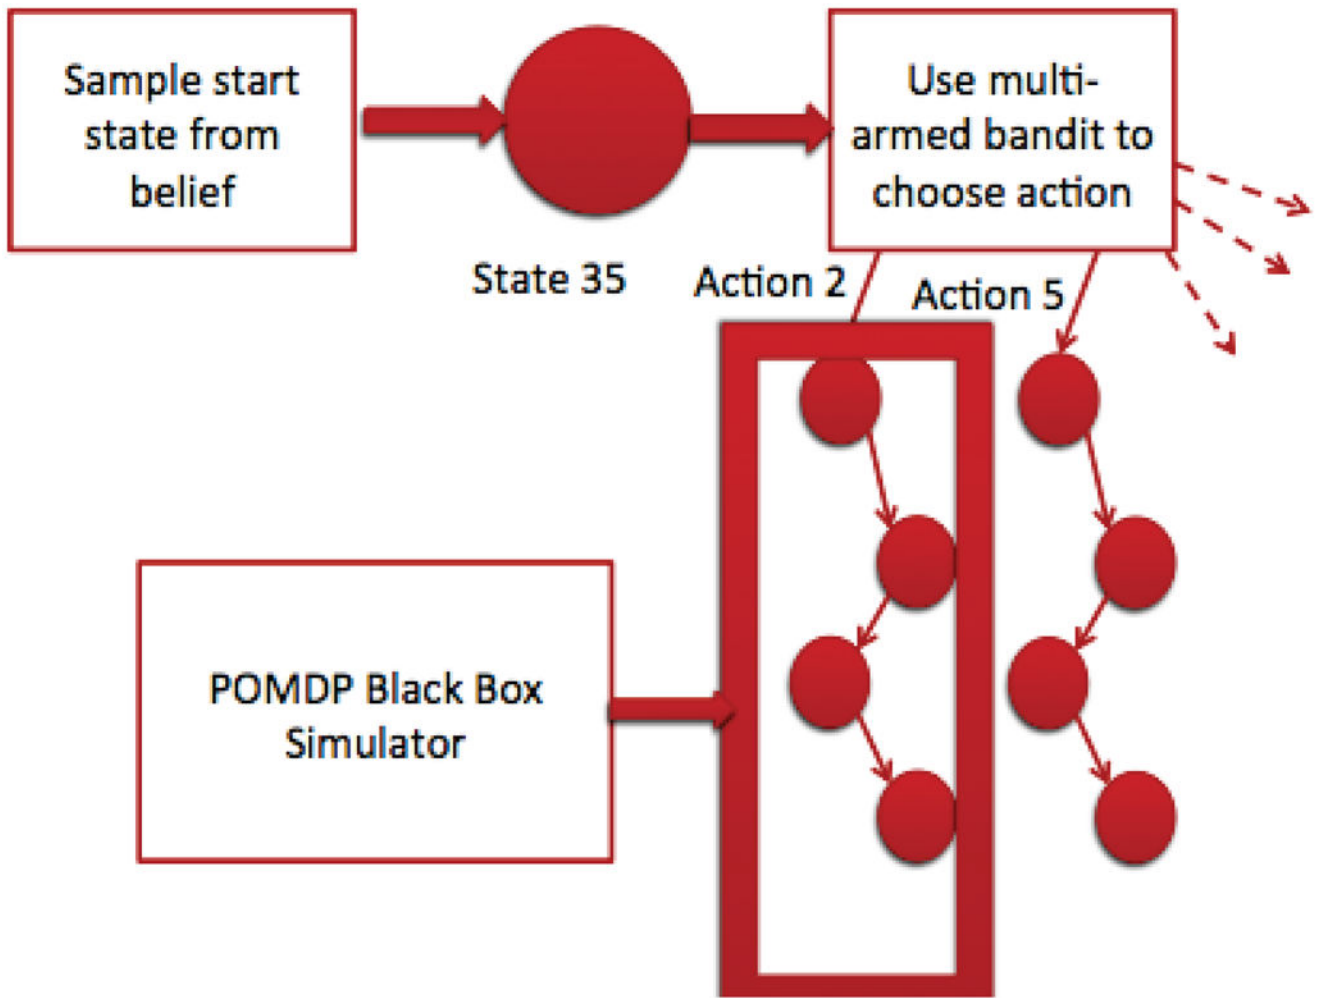 Sample start
state from
belief
Use multi-
armed bandit to
choose action
State 35
Action 2
Action 5
POMDP Black Box
Simulator